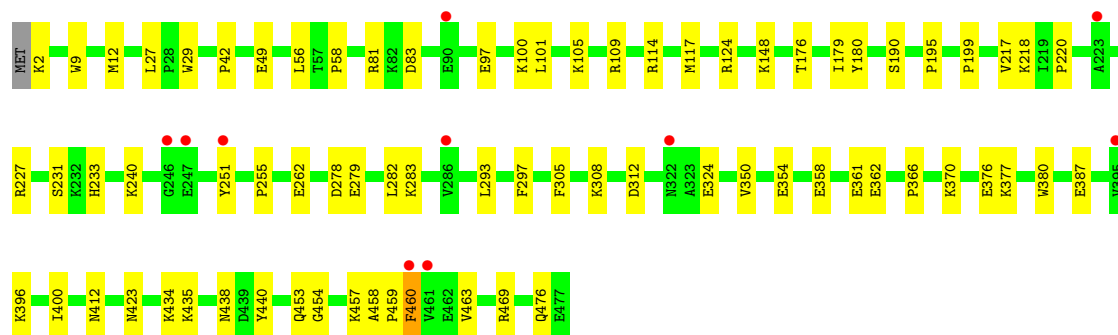 MET K2 W9 M12 L27 P28 W29 P42 E49 L56 T57 P58 R81 K82 D83 E90 E97 K100 L101 K105 R109 R114 M117 R124 K148 T176 I179 Y180 S190 P195 P199 V217 K218 I219 P220 A223
R227 S231 K232 H233 K240 G246 E247 Y251 P255 E262 D278 E279 L282 K283 V286 L293 F297 F305 K308 D312 N322 A323 E324 V350 E354 E358 E361 E362 P366 K370 E376 K377 W380 E387 V395
K396 I400 N412 N423 K434 K435 N438 D439 Y440 Q453 G454 K457 A458 P459 F460 V461 E462 V463 R469 Q476 E477